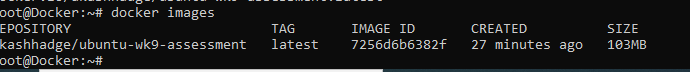 oot@Docker:~# docker images
EPOSITORY TAG IMAGE ID CREATED SIZE
kashhadge/ubuntu-wk9-assessment latest 7256d6b6382f 27 minutes ago 103MB
oot@Docker:~#